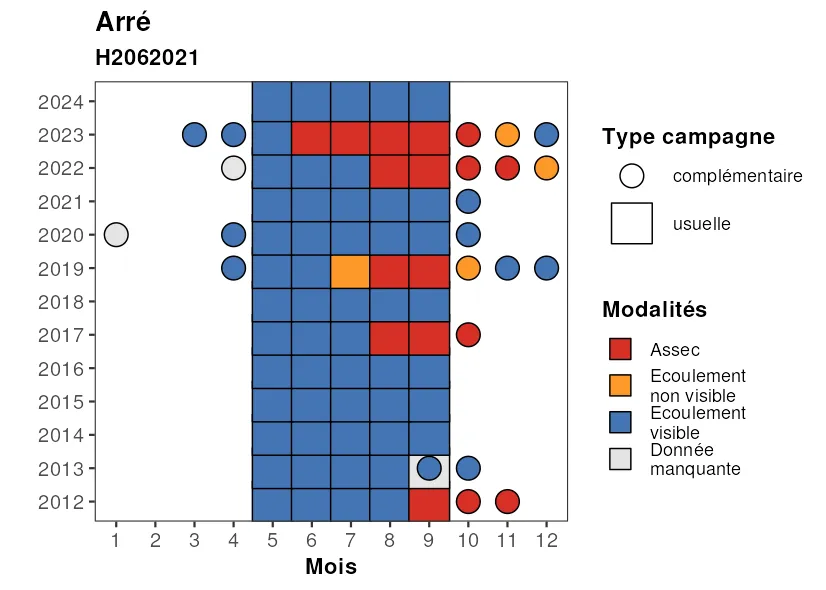 Arré
H2062021
2024
2023
2022
2021
2020
2019
2018
2017
2016
2015
2014
2013
2012
1 2 3 4 5 6 7 8 9 10 11 12
Mois
Type campagne
complémentaire
usuelle
Modalités
Assec
Ecoulement
non visible
Ecoulement
visible
Donnée
manquante